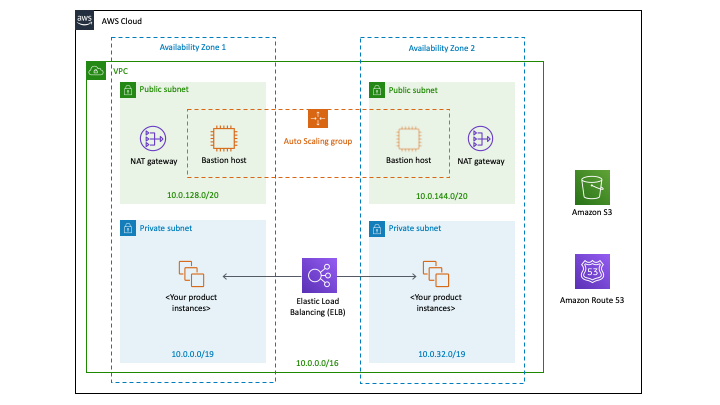 aws
AWS Cloud
Availability Zone 1
Availability Zone 2
VPC
Public subnet
Public subnet
NAT gateway
Bastion host
Auto Scaling group
Bastion host
NAT gateway
10.0.128.0/20
10.0.144.0/20
Amazon S3
Private subnet
Private subnet
53
<Your product
instances>
Elastic Load
Balancing (ELB)
<Your product
instances>
Amazon Route 53
10.0.0.0/19
10.0.0.0/16
10.0.32.0/19